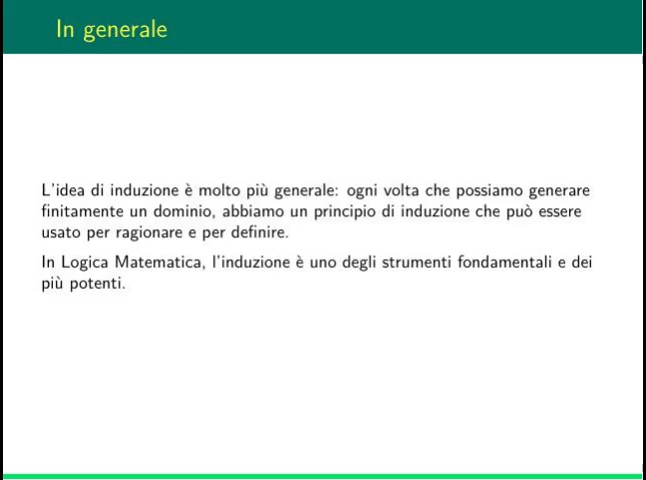 In generale
L'idea di induzione è molto più generale: ogni volta che possiamo generare
finitamente un dominio, abbiamo un principio di induzione che può essere
usato per ragionare e per definire.
In Logica Matematica, l'induzione è uno degli strumenti fondamentali e dei
più potenti.